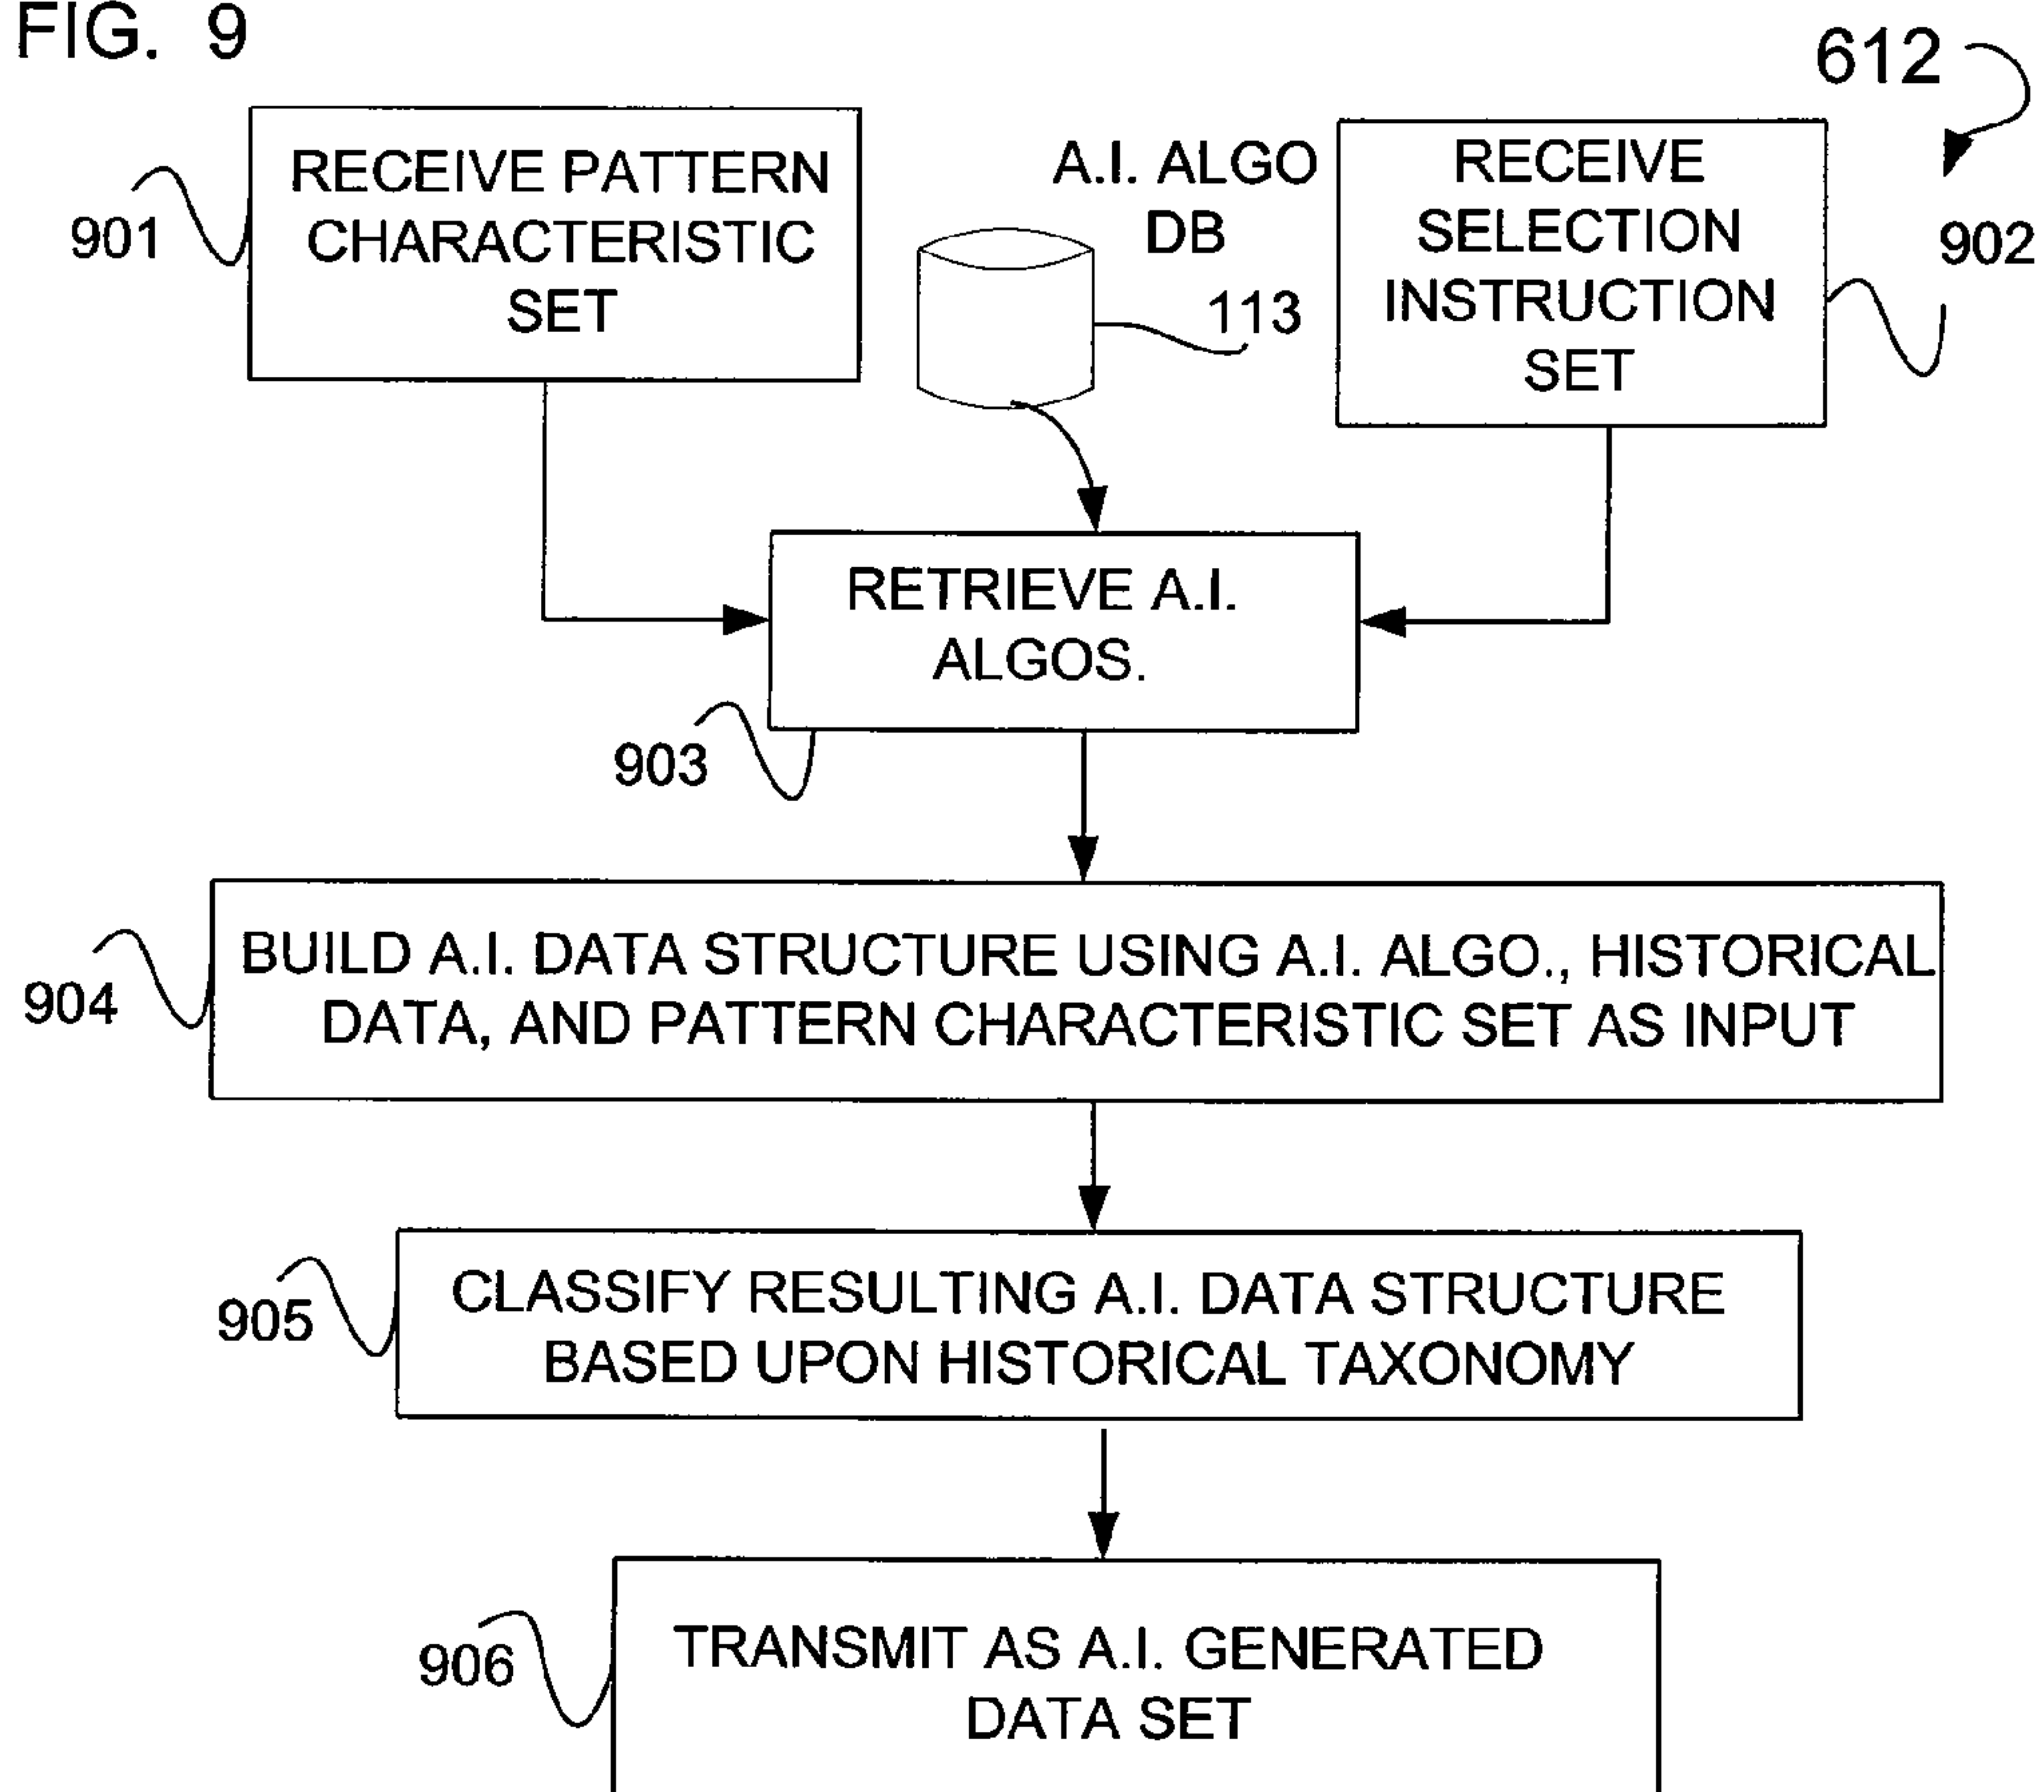 FIG. 9
612
RECEIVE PATTERN
CHARACTERISTIC
SET
901
A.I. ALGO
DB
113
RECEIVE
SELECTION
INSTRUCTION
SET
902
RETRIEVE A.I.
ALGOS.
903
BUILD A.I. DATA STRUCTURE USING A.I. ALGO., HISTORICAL
DATA, AND PATTERN CHARACTERISTIC SET AS INPUT
904
CLASSIFY RESULTING A.I. DATA STRUCTURE
BASED UPON HISTORICAL TAXONOMY
905
TRANSMIT AS A.I. GENERATED
DATA SET
906